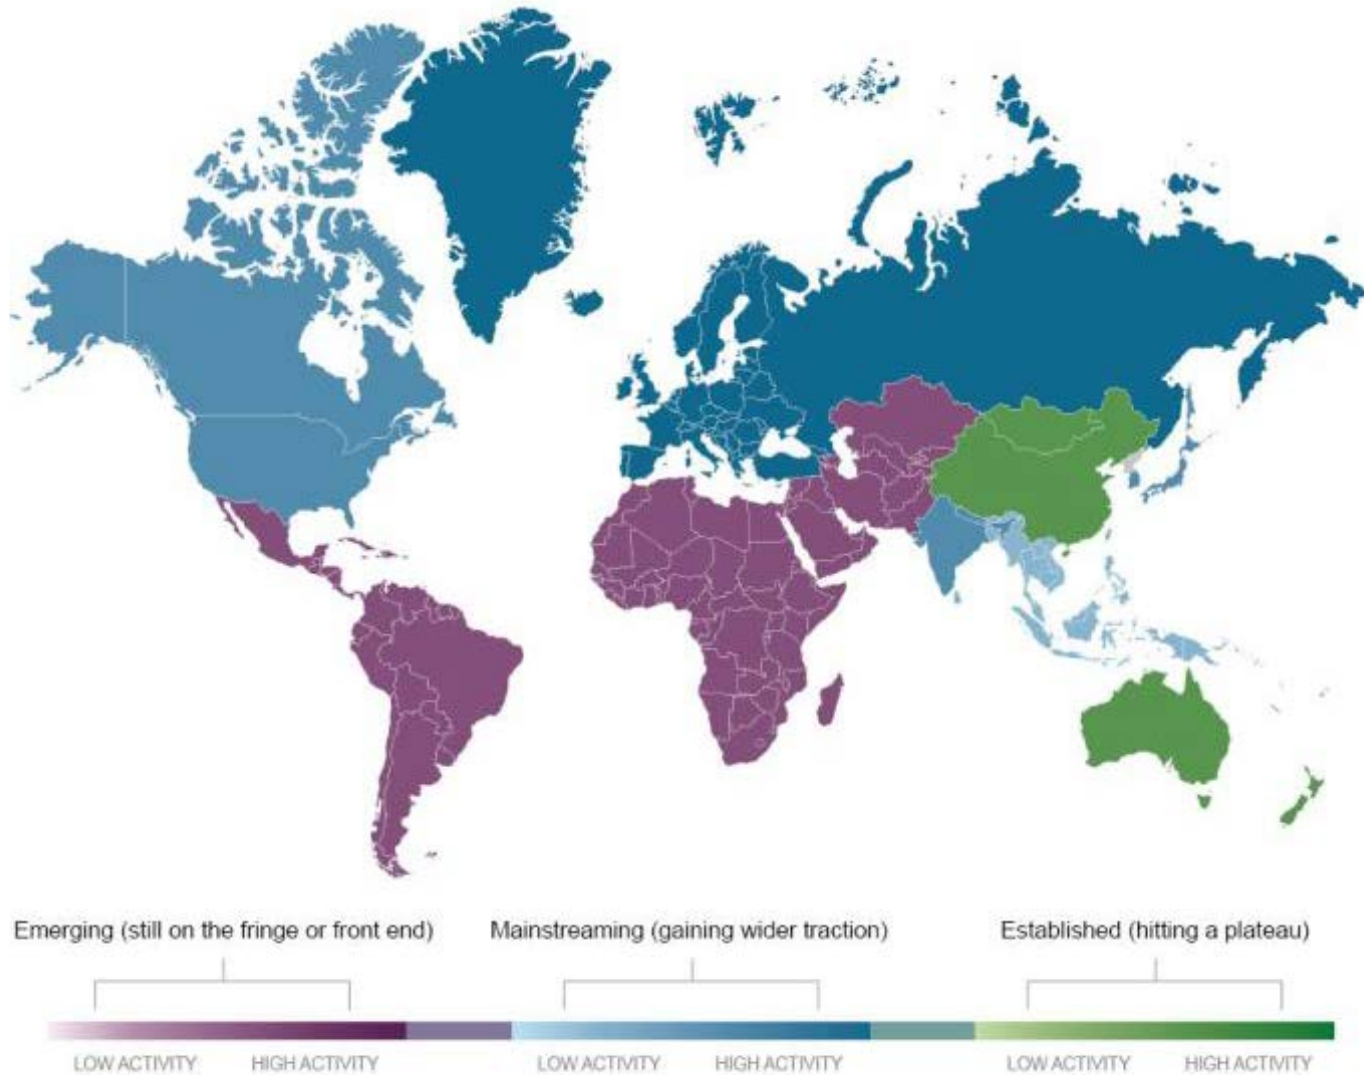 Emerging (still on the fringe or front end)
Mainstreaming (gaining wider traction)
Established (hitting a plateau)
LOW ACTIVITY
HIGH ACTIVITY
LOW ACTIVITY
HIGH ACTIVITY
LOW ACTIVITY
HIGH ACTIVITY